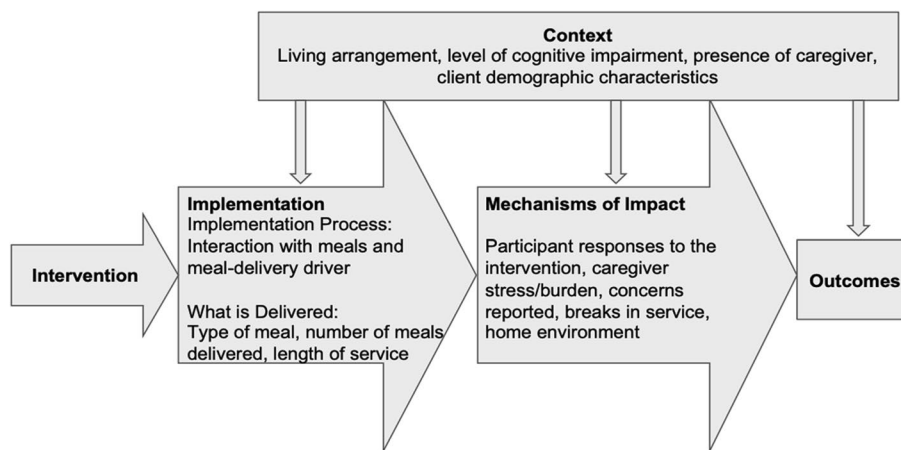 Context
Living arrangement, level of cognitive impairment, presence of caregiver,
client demographic characteristics
Intervention
Implementation
Implementation Process:
Interaction with meals and
meal-delivery driver
What is Delivered:
Type of meal, number of meals
delivered, length of service
Mechanisms of Impact
Participant responses to the
intervention, caregiver
stress/burden, concerns
reported, breaks in service,
home environment
Outcomes